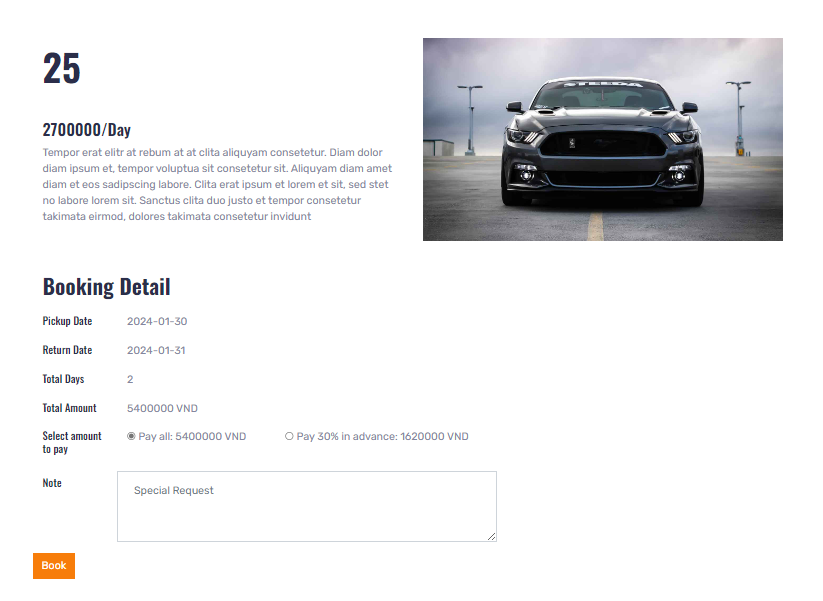 25
STEEDA
2700000/Day
Tempor erat elitr at rebum at at clita aliquyam consetetur. Diam dolor
diam ipsum et, tempor voluptua sit consetetur sit. Aliquyam diam amet
diam et eos sadipscing labore. Clita erat ipsum et lorem et sit, sed stet
no labore lorem sit. Sanctus clita duo justo et tempor consetetur
takimata eirmod, dolores takimata consetetur invidunt
Booking Detail
Pickup Date 2024-01-30
Return Date 2024-01-31
Total Days 2
Total Amount 5400000 VND
Select amount
to pay
Pay all: 5400000 VND Pay 30% in advance: 1620000 VND
Note
Special Request
Book